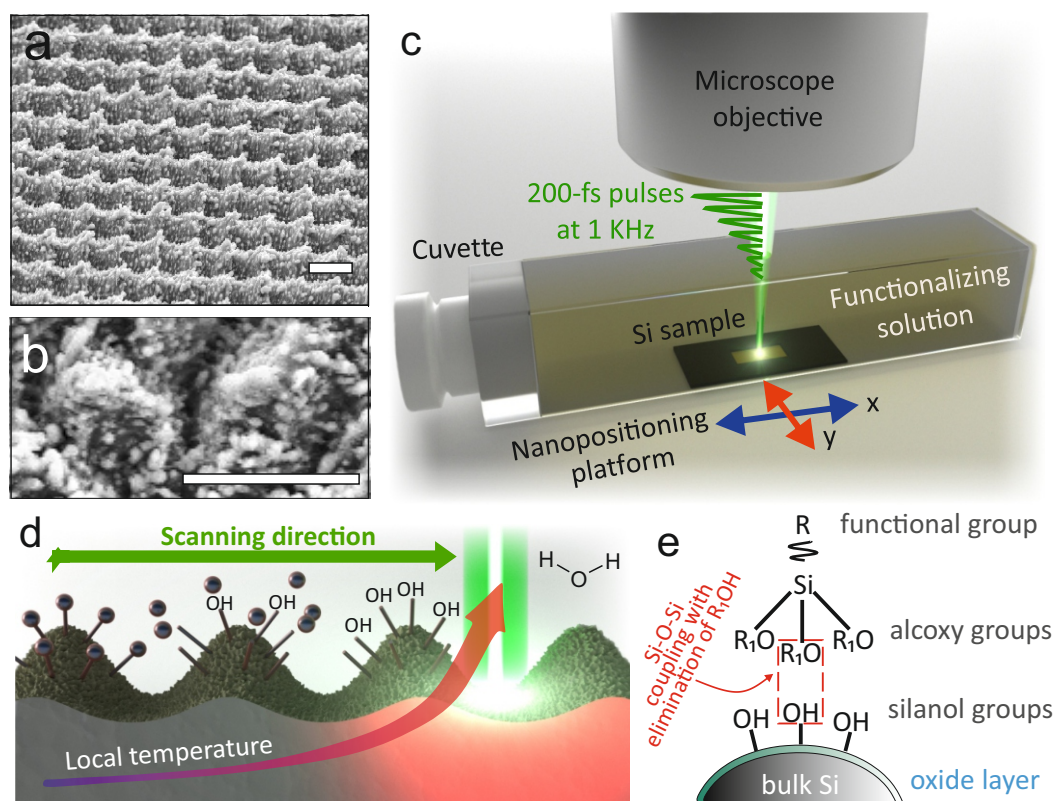 a
b
c
Microscope
objective
200-fs pulses
at 1 KHz
Cuvette
Si sample
Functionalizing
solution
x
y
Nanopositioning
platform
d
Scanning direction
H H
O
OH OH
OH OH
OH OH
Local temperature
e
R functional group
Si
R₁O R₁O R₁O
alcoxy groups
Si-O-Si
coupling with
elimination of R₁OH
OH OH OH
silanol groups
bulk Si
oxide layer